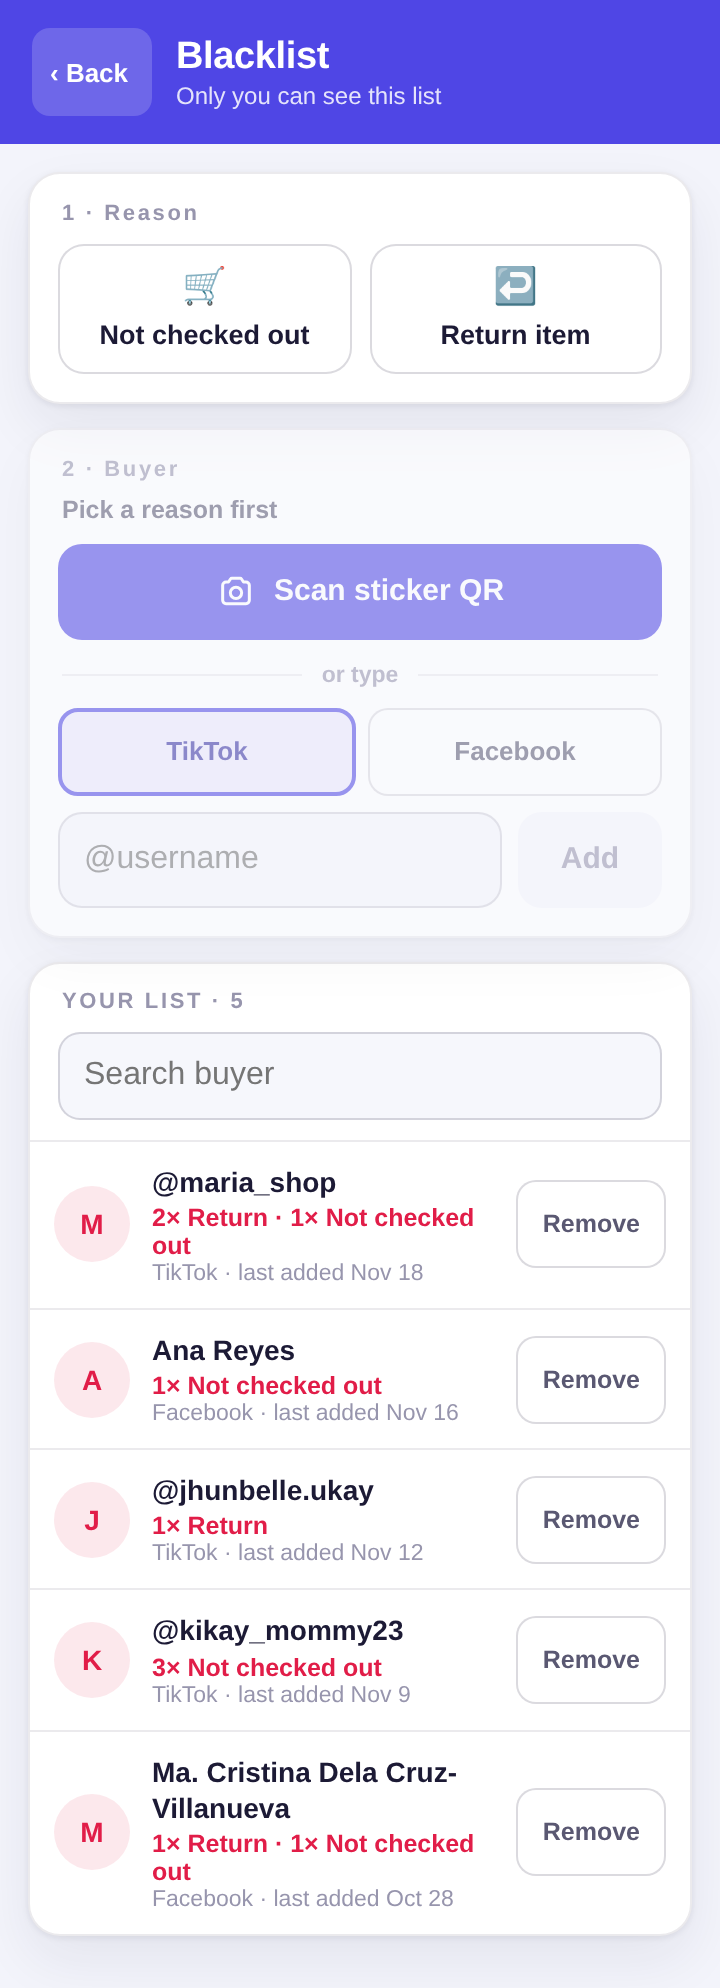 ‹ Back
Blacklist
Only you can see this list
1 · Reason
Not checked out
Return item
2 · Buyer
Pick a reason first
Scan sticker QR
or type
TikTok
Facebook
@username
Add
YOUR LIST · 5
Search buyer
M
@maria_shop
2× Return · 1× Not checked
out
TikTok · last added Nov 18
Remove
A
Ana Reyes
1× Not checked out
Facebook · last added Nov 16
Remove
J
@jhunbelle.ukay
1× Return
TikTok · last added Nov 12
Remove
K
@kikay_mommy23
3× Not checked out
TikTok · last added Nov 9
Remove
M
Ma. Cristina Dela Cruz-
Villanueva
1× Return · 1× Not checked
out
Facebook · last added Oct 28
Remove